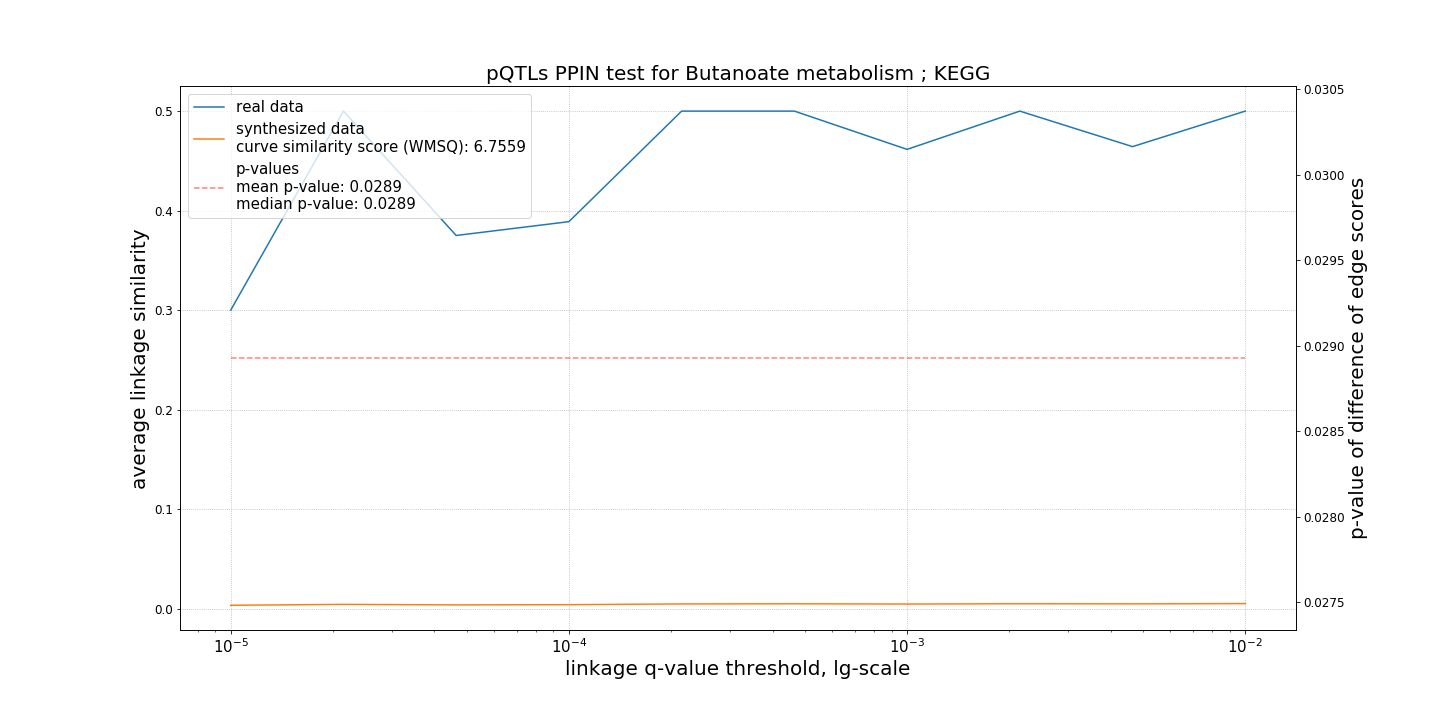 pQTLs PPIN test for Butanoate metabolism ; KEGG
real data
synthesized data
curve similarity score (WMSQ): 6.7559
p-values
mean p-value: 0.0289
median p-value: 0.0289
average linkage similarity
0.5
0.4
0.3
0.2
0.1
0.0
0.0305
0.0300
0.0295
0.0290
0.0285
0.0280
0.0275
p-value of difference of edge scores
10⁻⁵
10⁻⁴
10⁻³
10⁻²
linkage q-value threshold, lg-scale